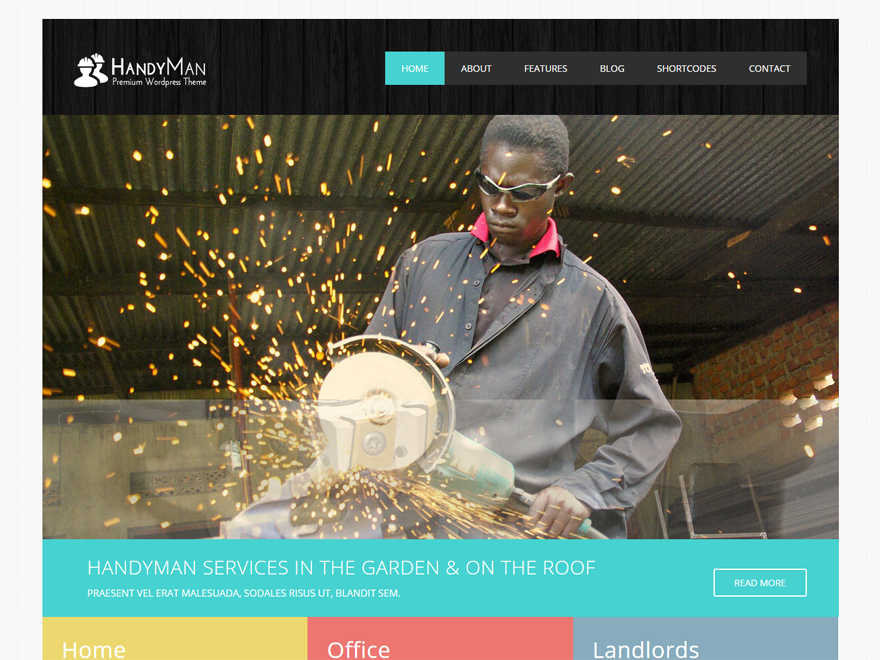 HANDYMAN
Premium Wordpress Theme
HOME
ABOUT
FEATURES
BLOG
SHORTCODES
CONTACT
HANDYMAN SERVICES IN THE GARDEN & ON THE ROOF
PRAESENT VEL ERAT MALESUADA, SODALES RISUS UT, BLANDIT SEM.
READ MORE
Home
Office
Landlords